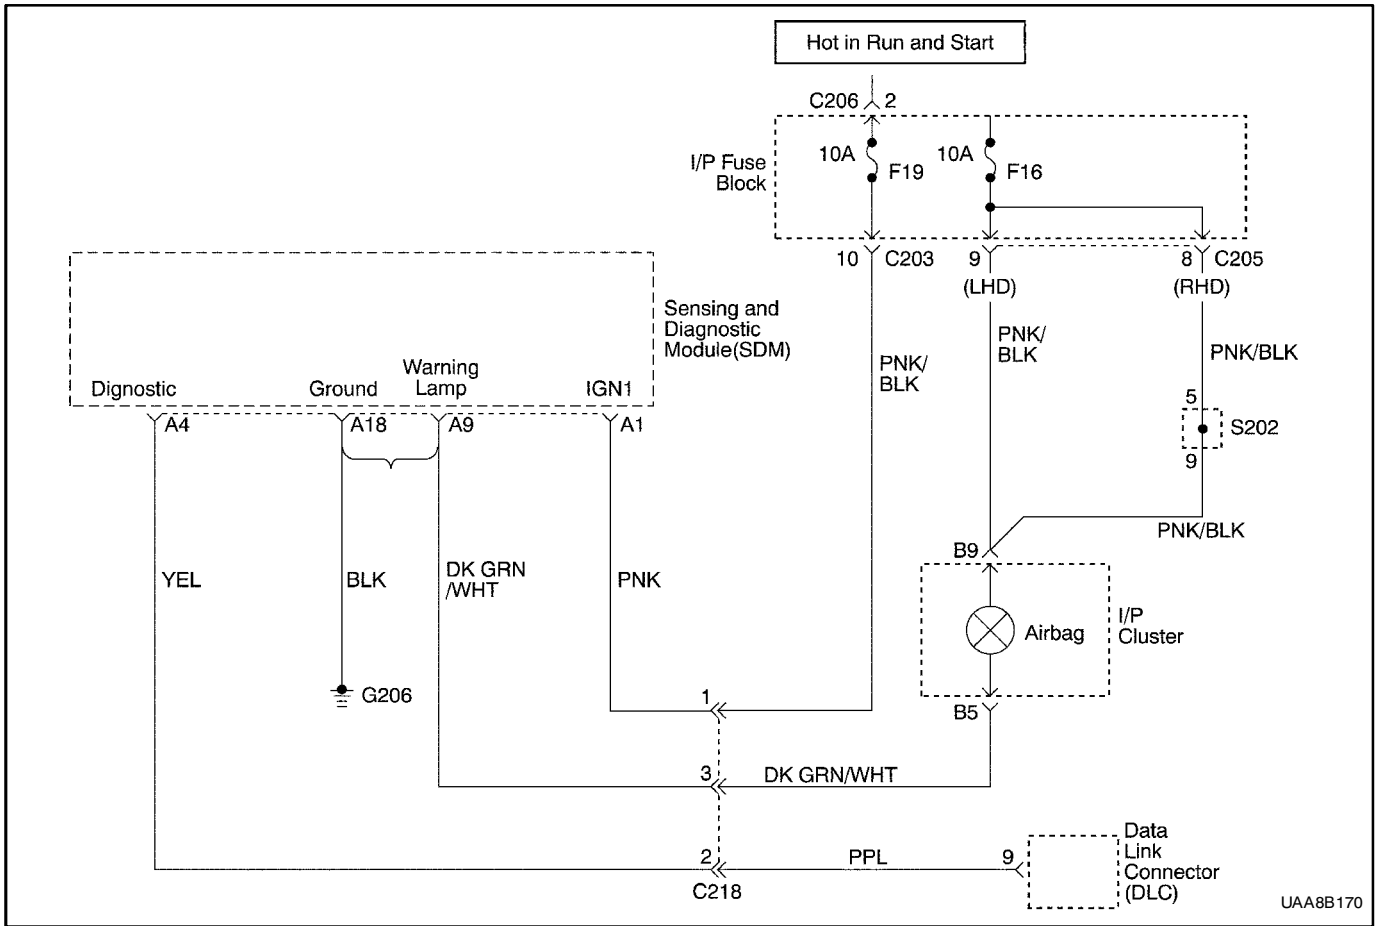 Hot in Run and Start
C206 2
I/P Fuse
Block
10A
F19
10A
F16
10 C203
9
(LHD)
8 C205
(RHD)
Sensing and
Diagnostic
Module(SDM)
Dignostic
Ground
Warning
Lamp
IGN1
A4
A18
A9
A1
PNK/
BLK
PNK/
BLK
PNK/BLK
5
S202
9
PNK/BLK
B9
YEL
BLK
DK GRN
/WHT
PNK
Airbag
I/P
Cluster
G206
1
B5
3
DK GRN/WHT
2
C218
PPL
9
Data
Link
Connector
(DLC)
UAA8B170